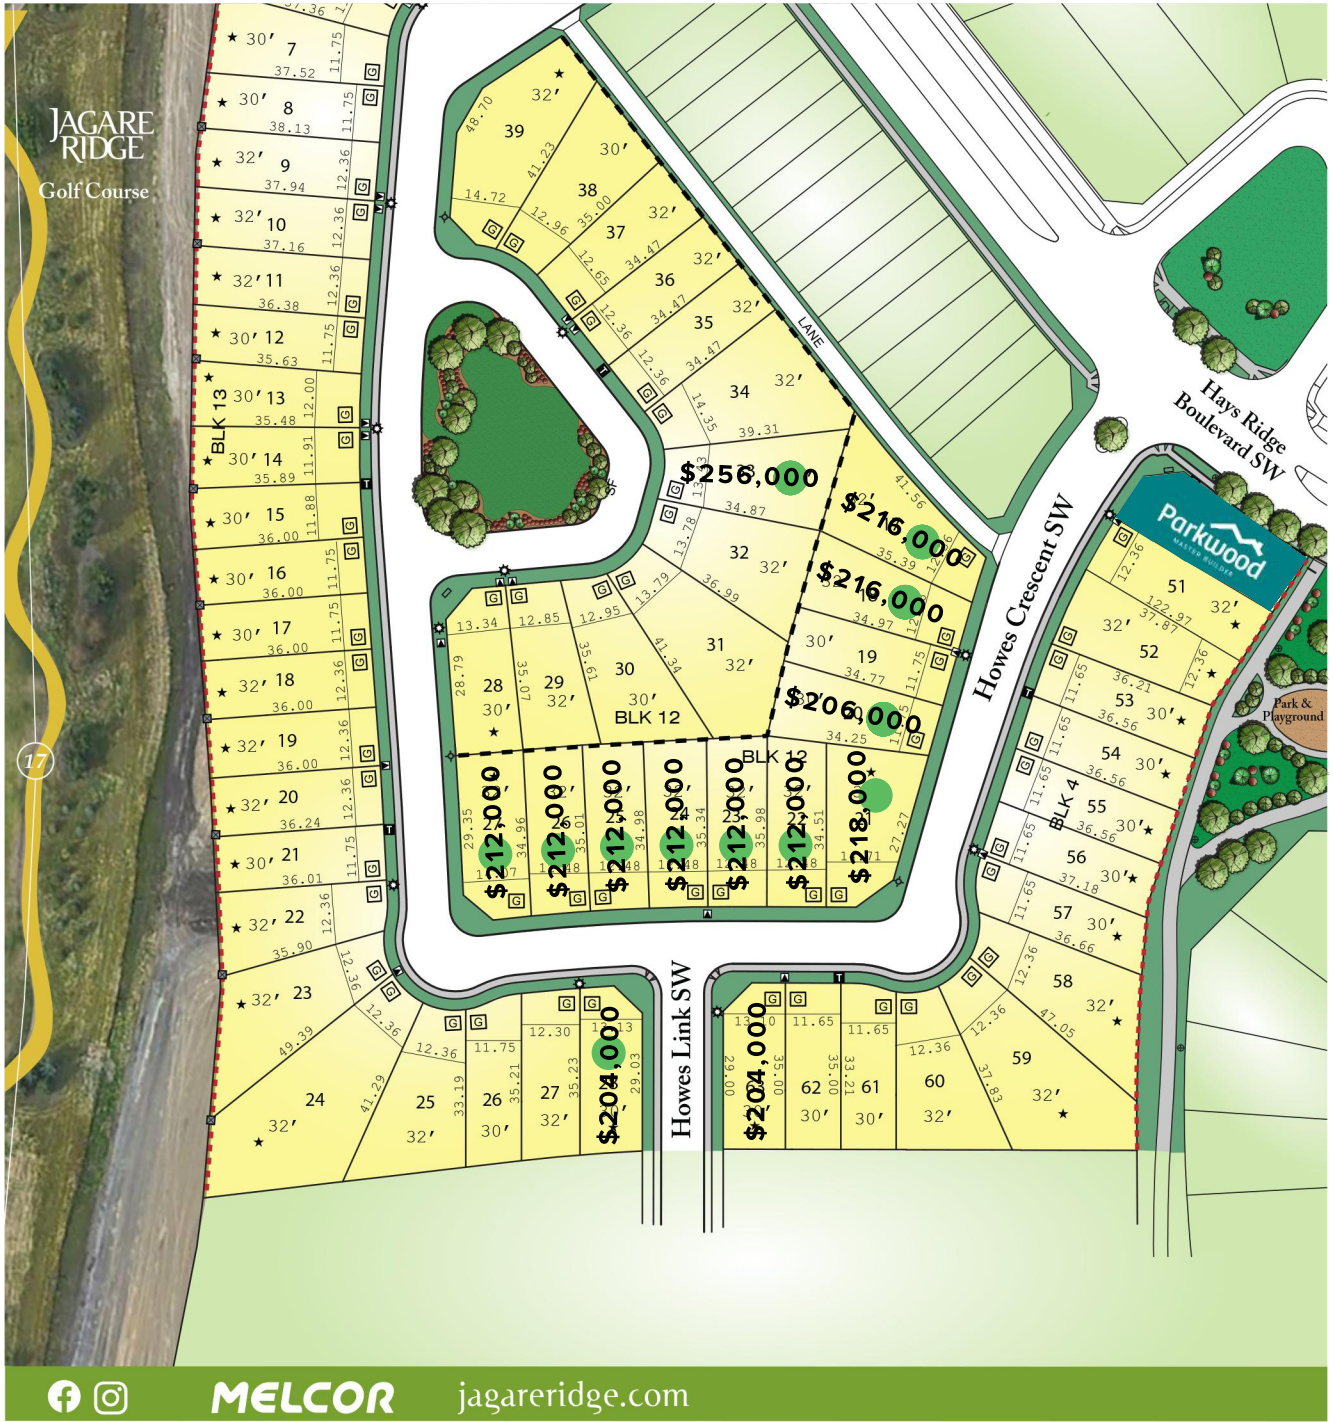 37.36
11.
30' 7
11.75
37.52
G
30' 8
11.75
38.13
G
32' 9
12.36
37.94
G
32' 10
12.36
37.16
G
32' 11
12.36
36.38
G
30' 12
11.75
35.63
G
BLK 13
30' 13
12.00
35.48
G
30' 14
11.91
35.89
G
30' 15
11.88
36.00
G
30' 16
11.75
36.00
G
30' 17
11.75
36.00
G
32' 18
12.36
36.00
G
32' 19
12.36
36.00
G
32' 20
12.36
36.24
G
30' 21
11.75
36.01
G
32' 22
12.36
35.90
G
32' 23
12.36
49.39
G
24
32'
12.36
41.29
G
25
32'
12.36
33.19
G
26
30'
11.75
35.21
G
27
32'
12.30
35.23
G
$204,000
13.13
29.03
G
JAGARE
RIDGE
Golf Course
17
39
32'
48.70
41.23
14.72
G
38
30'
12.96
35.00
G
37
32'
12.65
34.47
G
36
32'
12.36
34.47
G
35
32'
12.36
34.47
G
34
32'
14.35
39.31
G
$256,000
34.87
G
32
32'
13.78
36.99
G
31
32'
13.79
41.34
G
30
30'
12.95
35.61
G
29
32'
12.85
35.07
G
28
30'
13.34
28.79
G
BLK 12
SF
LANE
$216,000
41.56
35.39
G
$216,000
34.97
G
19
30'
11.75
34.77
G
$206,000
34.25
G
BLK 12
$212,000
29.35
27
34.96
G
$212,000
26
35.01
G
$212,000
34.98
G
$212,000
24
35.34
G
$212,000
23
35.98
G
$212,000
22
34.51
G
$218,000
27.27
G
Hays Ridge
Boulevard SW
Howes Crescent SW
Howes Link SW
Parkwood
MASTER BUILDER
51
32'
12.36
122.97
37.87
G
52
32'
12.36
36.21
G
53
30'
11.65
36.56
G
54
30'
11.65
36.56
G
BLK 4
55
30'
11.65
36.56
G
56
30'
11.65
37.18
G
57
30'
11.65
36.66
G
58
32'
12.36
47.05
G
59
32'
12.36
37.83
G
60
32'
12.36
G
61
30'
11.65
33.21
G
62
30'
11.65
35.00
35.00
G
$204,000
29.00
G
Park &
Playground
MELCOR
jagareridge.com